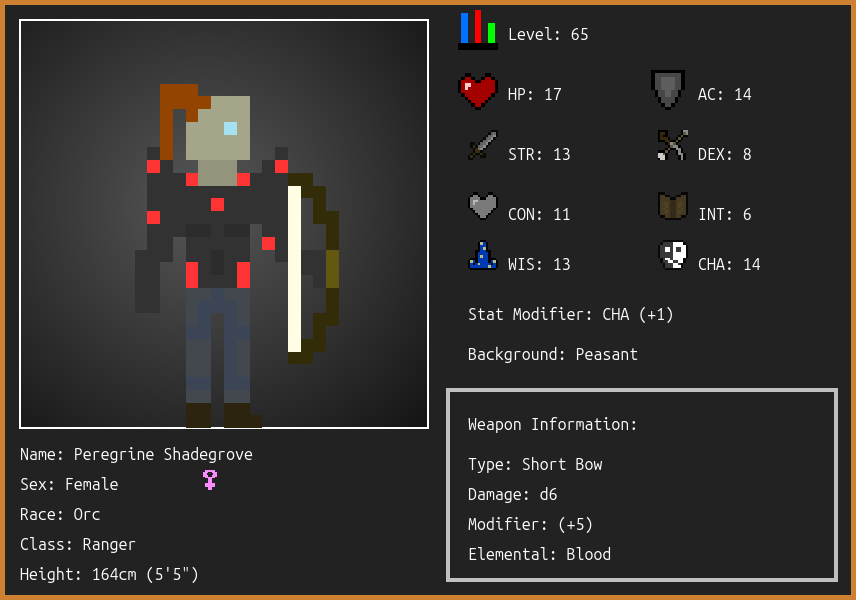 Level: 65
HP: 17
AC: 14
STR: 13
DEX: 8
CON: 11
INT: 6
WIS: 13
CHA: 14
Stat Modifier: CHA (+1)
Background: Peasant
Weapon Information:
Type: Short Bow
Damage: d6
Modifier: (+5)
Elemental: Blood
Name: Peregrine Shadegrove
Sex: Female
Race: Orc
Class: Ranger
Height: 164cm (5'5")